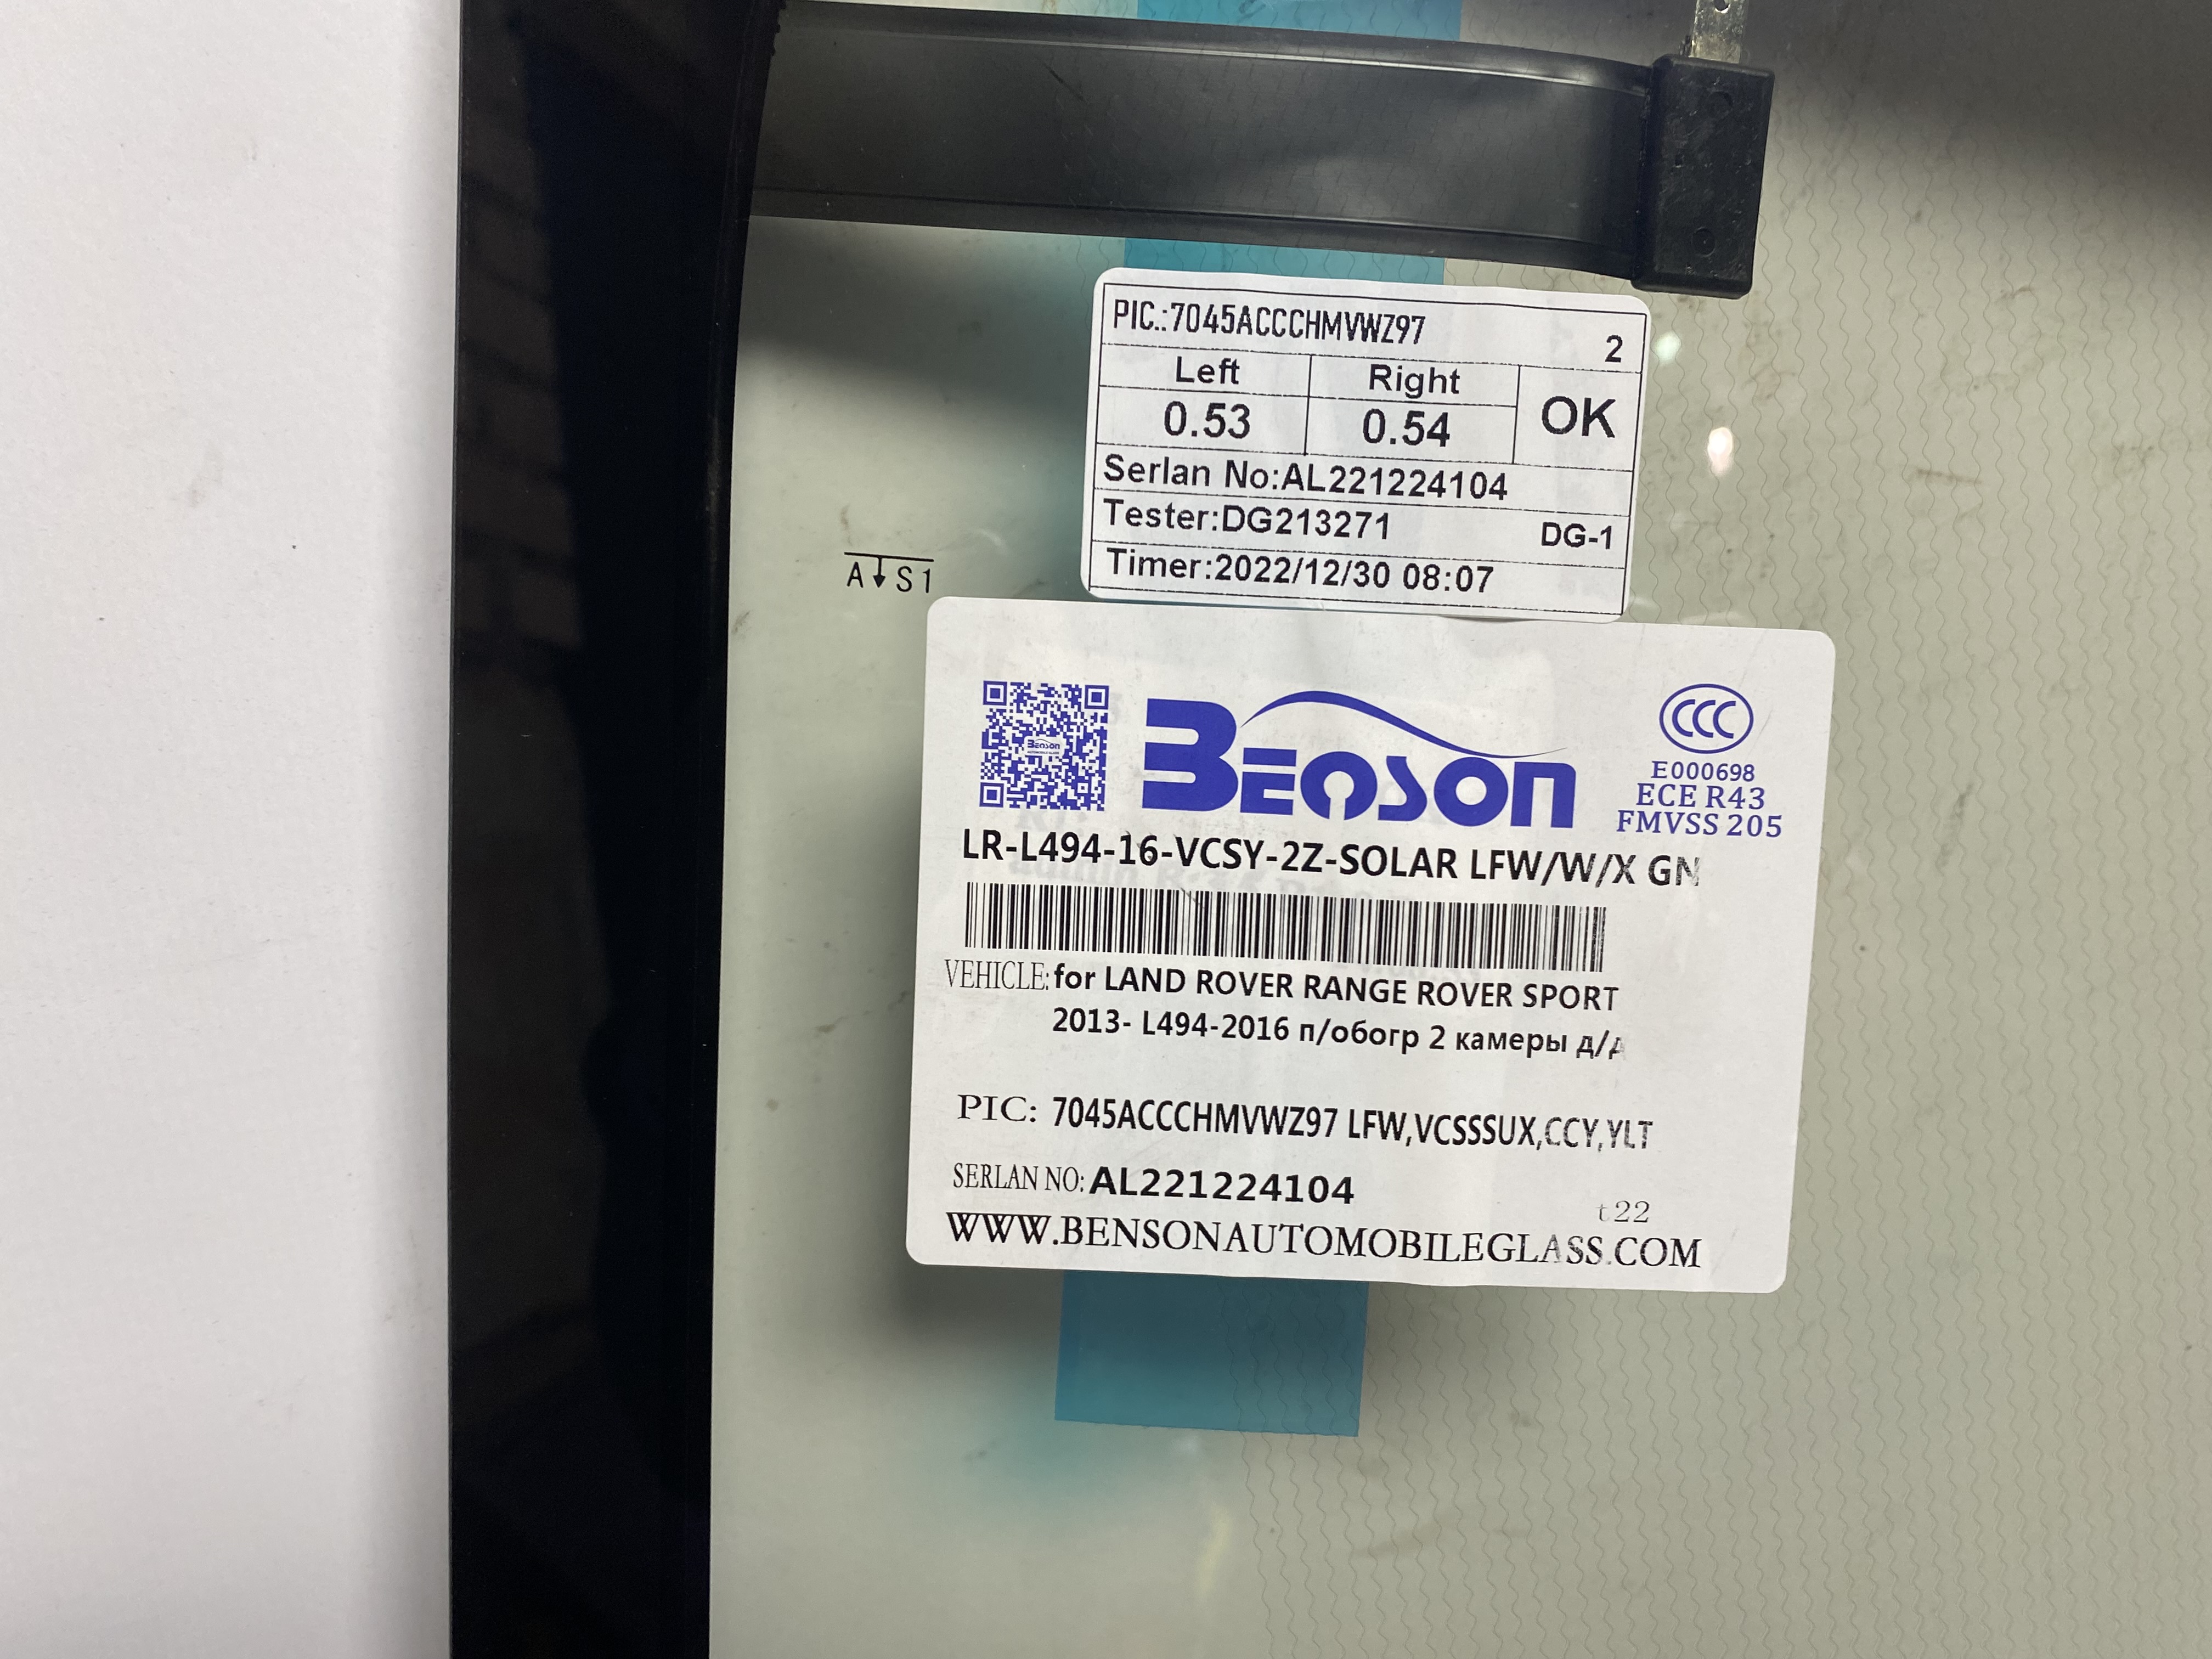 PIC.:7045ACCCHMVWZ97 2
Left Right OK
0.53 0.54
Serlan No:AL221224104
Tester:DG213271 DG-1
Timer:2022/12/30 08:07
A S1
BENSON
CCC
E000698
ECE R43
FMVSS 205
LR-L494-16-VCSY-2Z-SOLAR LFW/W/X GN
VEHICLE: for LAND ROVER RANGE ROVER SPORT
2013- L494-2016 п/обогр 2 камеры д/д
PIC: 7045ACCCHMVWZ97 LFW,VCSSSUX,CCY,YLT
SERLAN NO: AL221224104
t22
WWW.BENSONAUTOMOBILEGLASS.COM